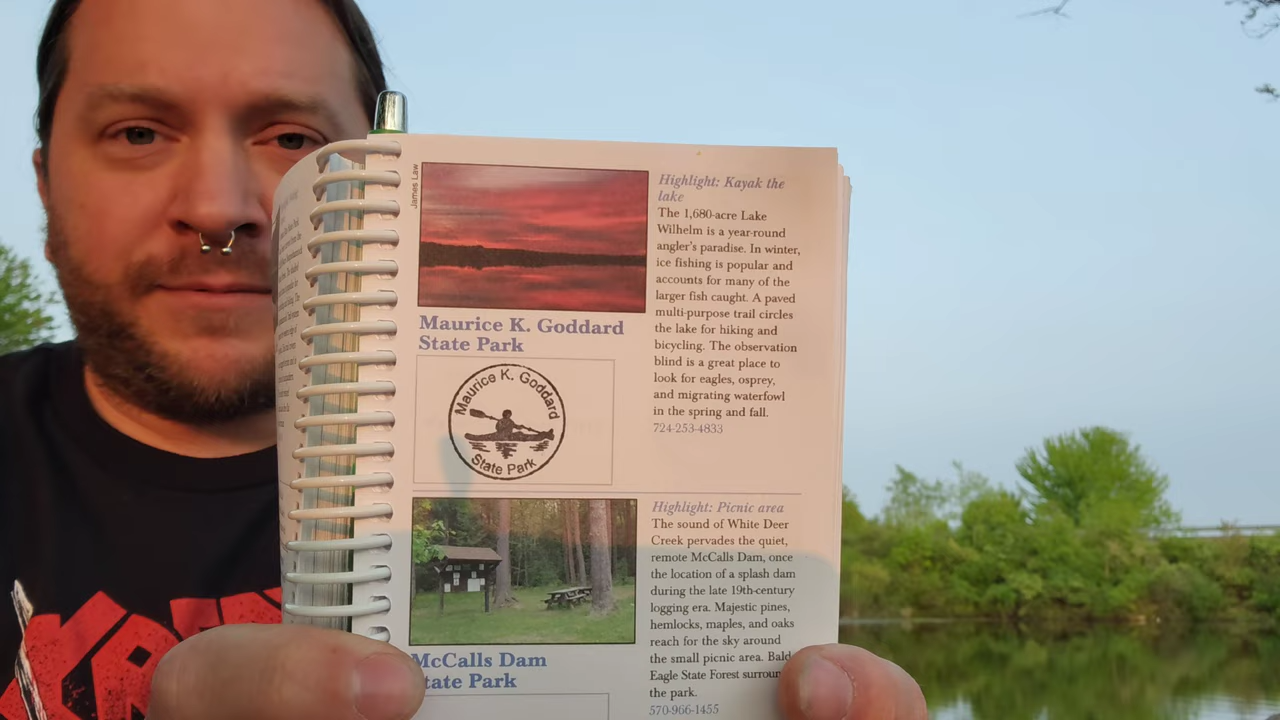 James Law
Highlight: Kayak the
lake
The 1,680-acre Lake
Wilhelm is a year-round
angler's paradise. In winter,
ice fishing is popular and
accounts for many of the
larger fish caught. A paved
multi-purpose trail circles
the lake for hiking and
bicycling. The observation
blind is a great place to
look for eagles, osprey,
and migrating waterfowl
in the spring and fall.
724-253-4833
Maurice K. Goddard
State Park
Maurice K. Goddard
State Park
Highlight: Picnic area
The sound of White Deer
Creek pervades the quiet,
remote McCalls Dam, once
the location of a splash dam
during the late 19th-century
logging era. Majestic pines,
hemlocks, maples, and oaks
reach for the sky around
the small picnic area. Bald
Eagle State Forest surroun
the park.
570-966-1455
McCalls Dam
State Park